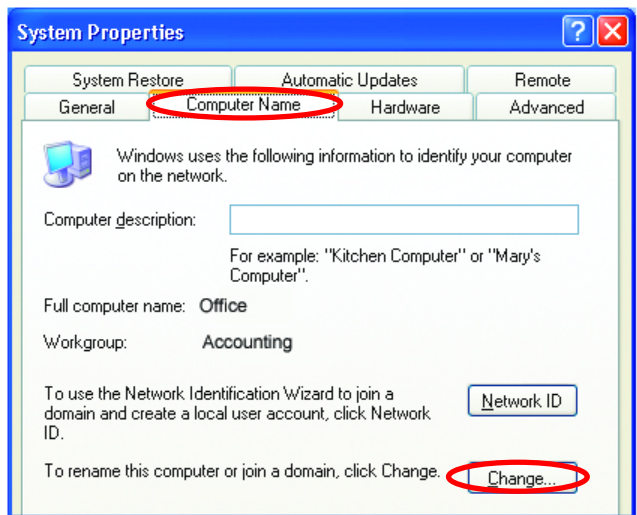 System Properties
System Restore Automatic Updates Remote
General Computer Name Hardware Advanced
Windows uses the following information to identify your computer
on the network.
Computer description:
For example: "Kitchen Computer" or "Mary's
Computer".
Full computer name: Office
Workgroup: Accounting
To use the Network Identification Wizard to join a
domain and create a local user account, click Network
ID.
Network ID
To rename this computer or join a domain, click Change.
Change...